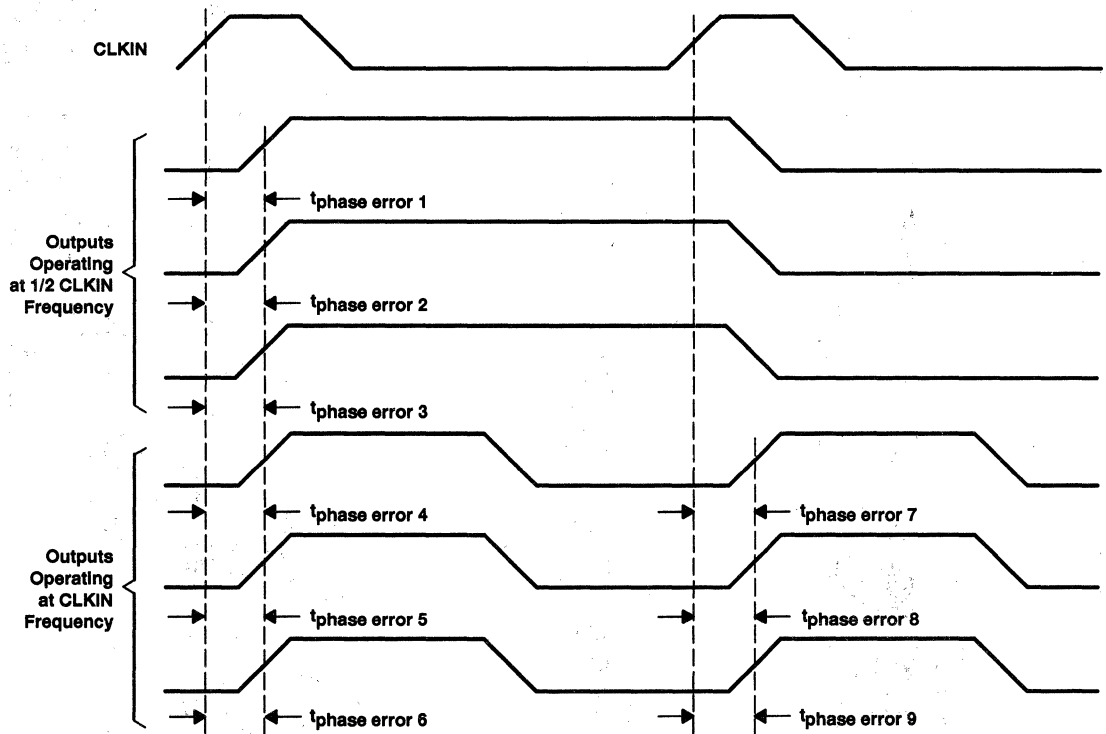 CLKIN
tphase error 1
Outputs
Operating
at 1/2 CLKIN
Frequency
tphase error 2
tphase error 3
tphase error 4
tphase error 7
Outputs
Operating
at CLKIN
Frequency
tphase error 5
tphase error 8
tphase error 6
tphase error 9